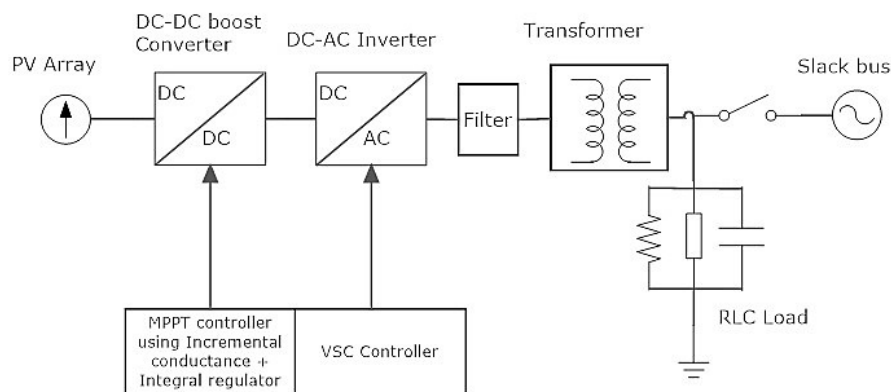 DC-DC boost
Converter
DC-AC Inverter
Transformer
Slack bus
PV Array
DC
DC
DC
AC
Filter
RLC Load
MPPT controller
using Incremental
conductance +
Integral regulator
VSC Controller